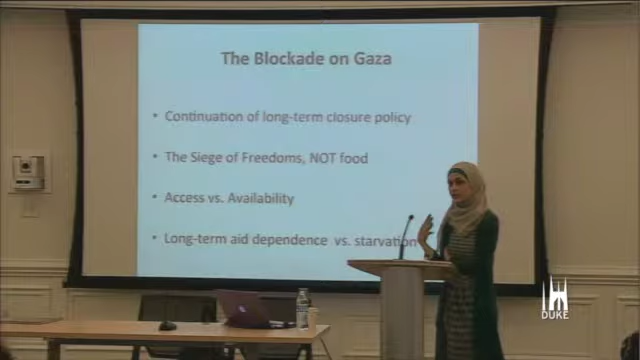 The Blockade on Gaza
• Continuation of long-term closure policy
• The Siege of Freedoms, NOT food
• Access vs. Availability
• Long-term aid dependence vs. starvation
DUKE